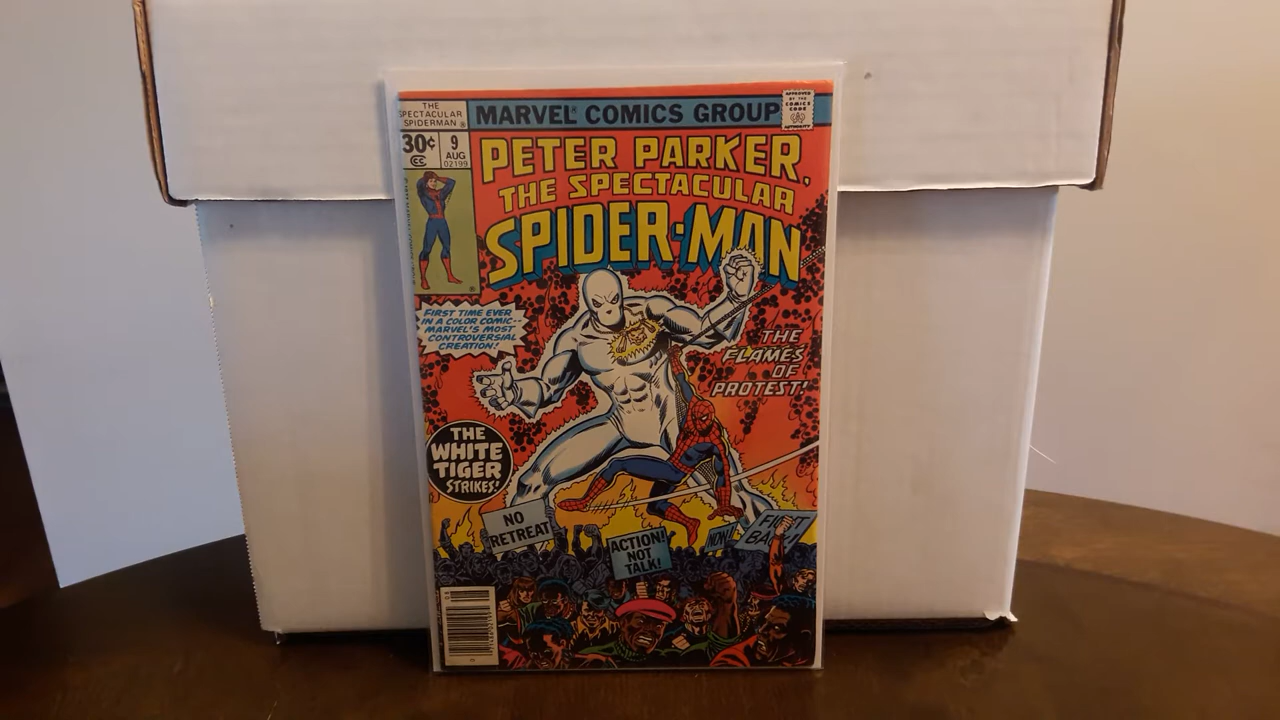 THE
SPECTACULAR
SPIDERMAN ®
MARVEL® COMICS GROUP
APPROVED
BY THE
COMICS
CODE
AUTHORITY
30¢
CC
9
AUG
02199
PETER PARKER,
THE SPECTACULAR
SPIDER-MAN
®
FIRST TIME EVER
IN A COLOR COMIC--
MARVEL'S MOST
CONTROVERSIAL
CREATION!
THE
FLAMES
OF
PROTEST!
THE
WHITE
TIGER
STRIKES!
NO
RETREAT
ACTION!
NOT
TALK!
NOW!
FIGHT
BACK!